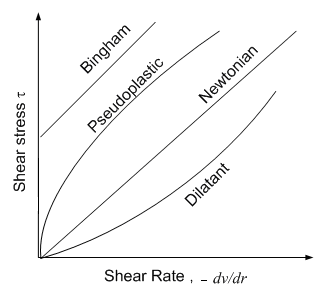 Bingham
Pseudoplastic
Newtonian
Dilatant
Shear stress τ
Shear Rate , – dv/dr